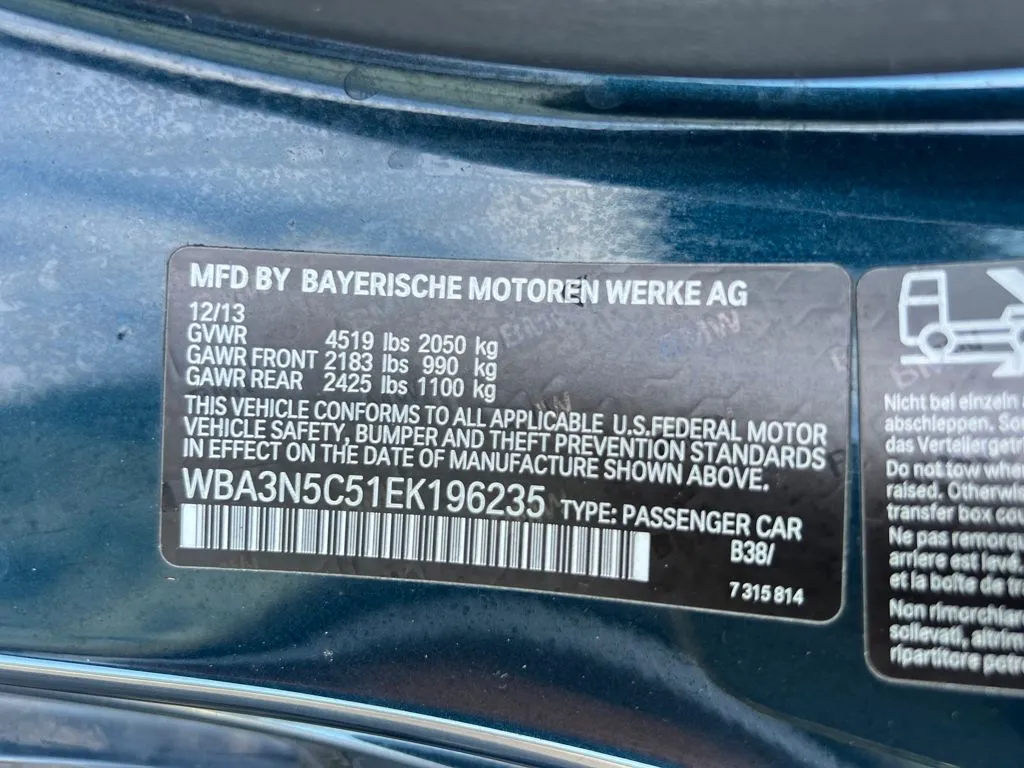 MFD BY BAYERISCHE MOTOREN WERKE AG
12/13
GVWR 4519 lbs 2050 kg
GAWR FRONT 2183 lbs 990 kg
GAWR REAR 2425 lbs 1100 kg
THIS VEHICLE CONFORMS TO ALL APPLICABLE U.S.FEDERAL MOTOR
VEHICLE SAFETY, BUMPER AND THEFT PREVENTION STANDARDS
IN EFFECT ON THE DATE OF MANUFACTURE SHOWN ABOVE.
WBA3N5C51EK196235 TYPE: PASSENGER CAR
B38/
7 315 814
Nicht bei einzeln
abschleppen.
das Verteilergetri
Do not tow whe
raised. Other
transfer box co
Ne pas remorqu
arrière est levé.
et la boîte de tr
Non rimorchiar
sollevati, altrim
ripartitore potre